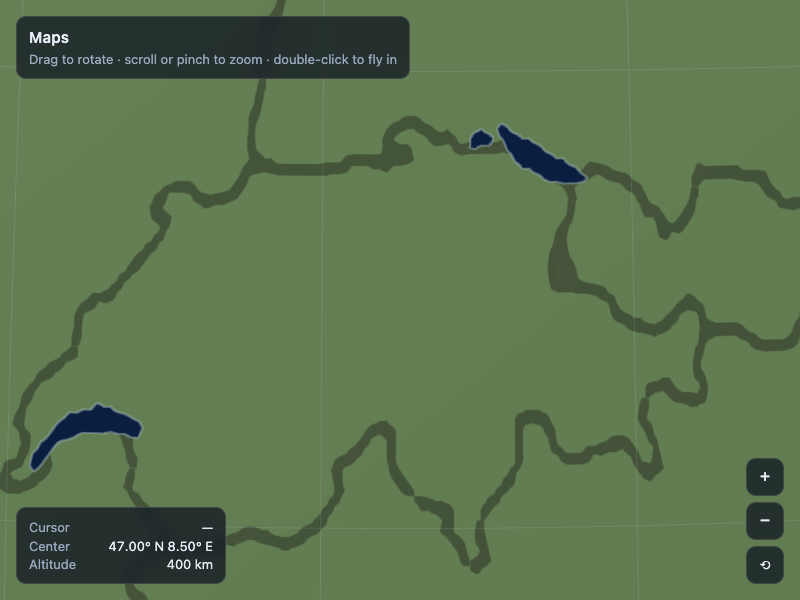 Maps
Drag to rotate · scroll or pinch to zoom · double-click to fly in
Cursor —
Center 47.00° N 8.50° E
Altitude 400 km
+
−
⟲